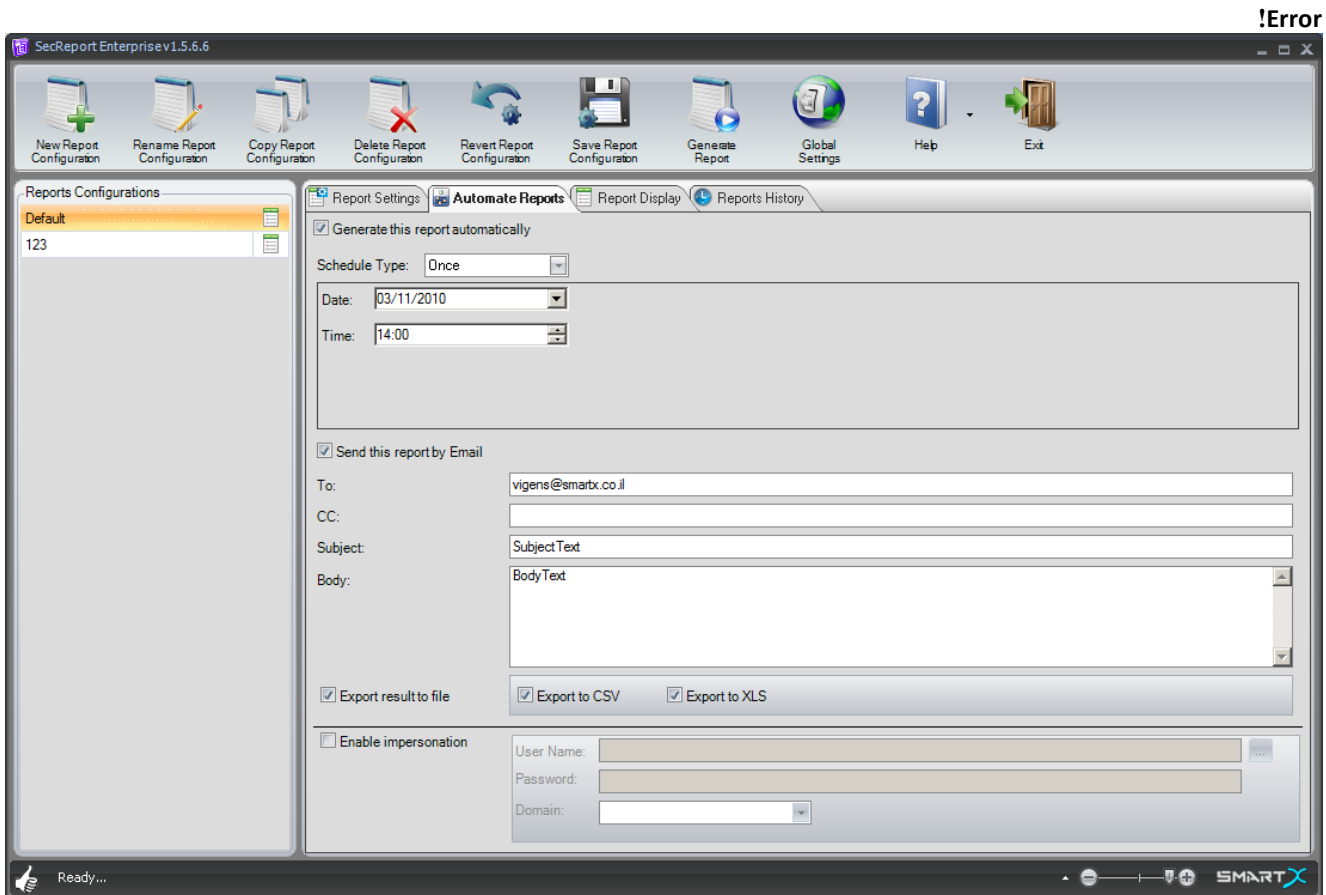 !Error
SecReport Enterprise v1.5.6.6
New Report Configuration
Rename Report Configuration
Copy Report Configuration
Delete Report Configuration
Revert Report Configuration
Save Report Configuration
Generate Report
Global Settings
Help
Exit
Reports Configurations
Default
123
Report Settings
Automate Reports
Report Display
Reports History
Generate this report automatically
Schedule Type: Once
Date: 03/11/2010
Time: 14:00
Send this report by Email
To: vigens@smartx.co.il
CC:
Subject: SubjectText
Body: BodyText
Export result to file
Export to CSV
Export to XLS
Enable impersonation
User Name: ...
Password:
Domain:
Ready...
SMARTX